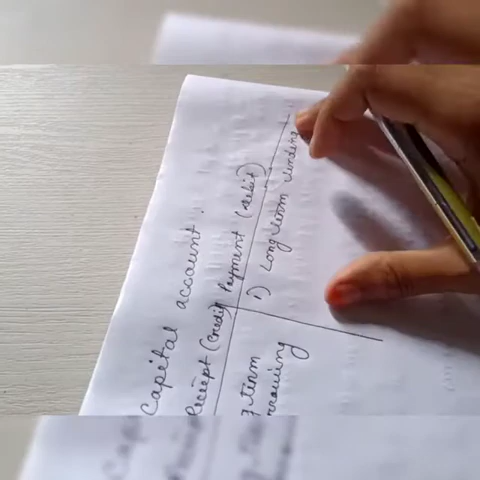 Capital account :
Receipt (credit) Payment (debit)
term 1) Long term lending